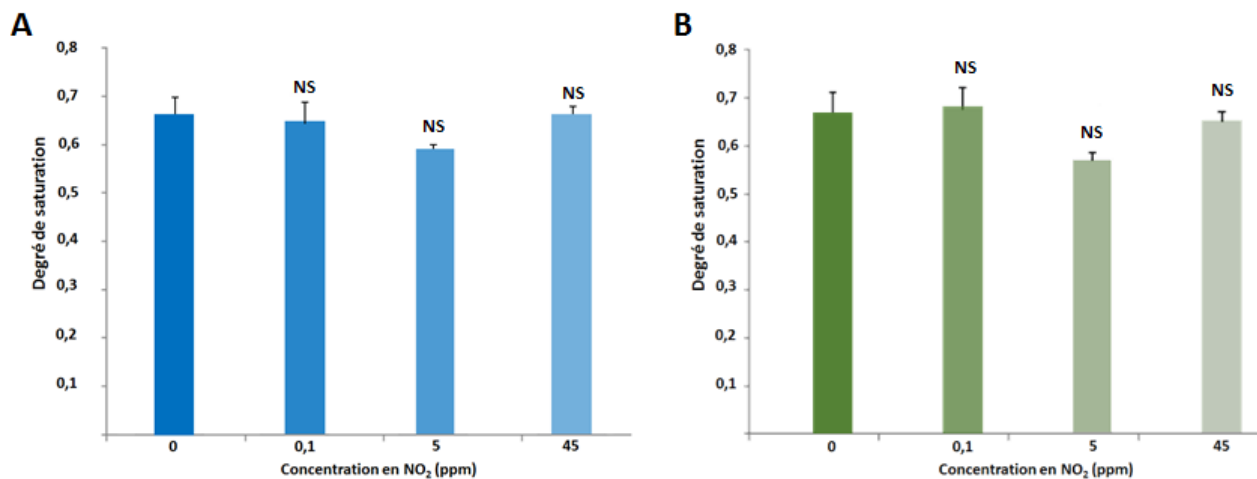 A
Degré de saturation
0,8
0,7
0,6
0,5
0,4
0,3
0,2
0,1
NS
NS
NS
0
0,1
5
45
Concentration en NO₂ (ppm)
B
Degré de saturation
0,8
0,7
0,6
0,5
0,4
0,3
0,2
0,1
NS
NS
NS
0
0,1
5
45
Concentration en NO₂ (ppm)